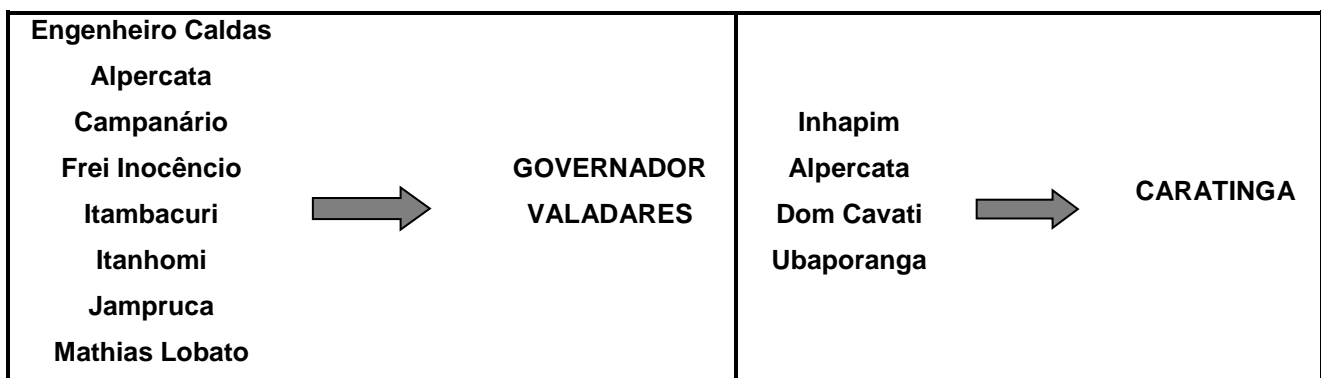 Engenheiro Caldas
Alpercata
Campanário
Frei Inocêncio
Itambacuri
Itanhomi
Jampruca
Mathias Lobato
GOVERNADOR
VALADARES
Inhapim
Alpercata
Dom Cavati
Ubaporanga
CARATINGA